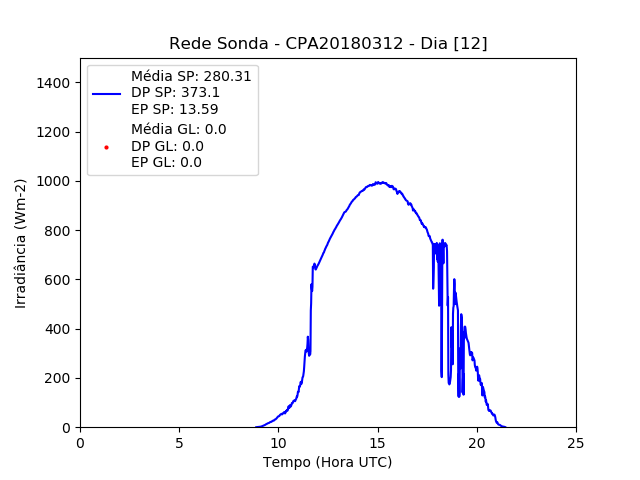 Rede Sonda - CPA20180312 - Dia [12]
Média SP: 280.31
DP SP: 373.1
EP SP: 13.59
Média GL: 0.0
DP GL: 0.0
EP GL: 0.0
Irradiância (Wm-2)
1400
1200
1000
800
600
400
200
0
0 5 10 15 20 25
Tempo (Hora UTC)